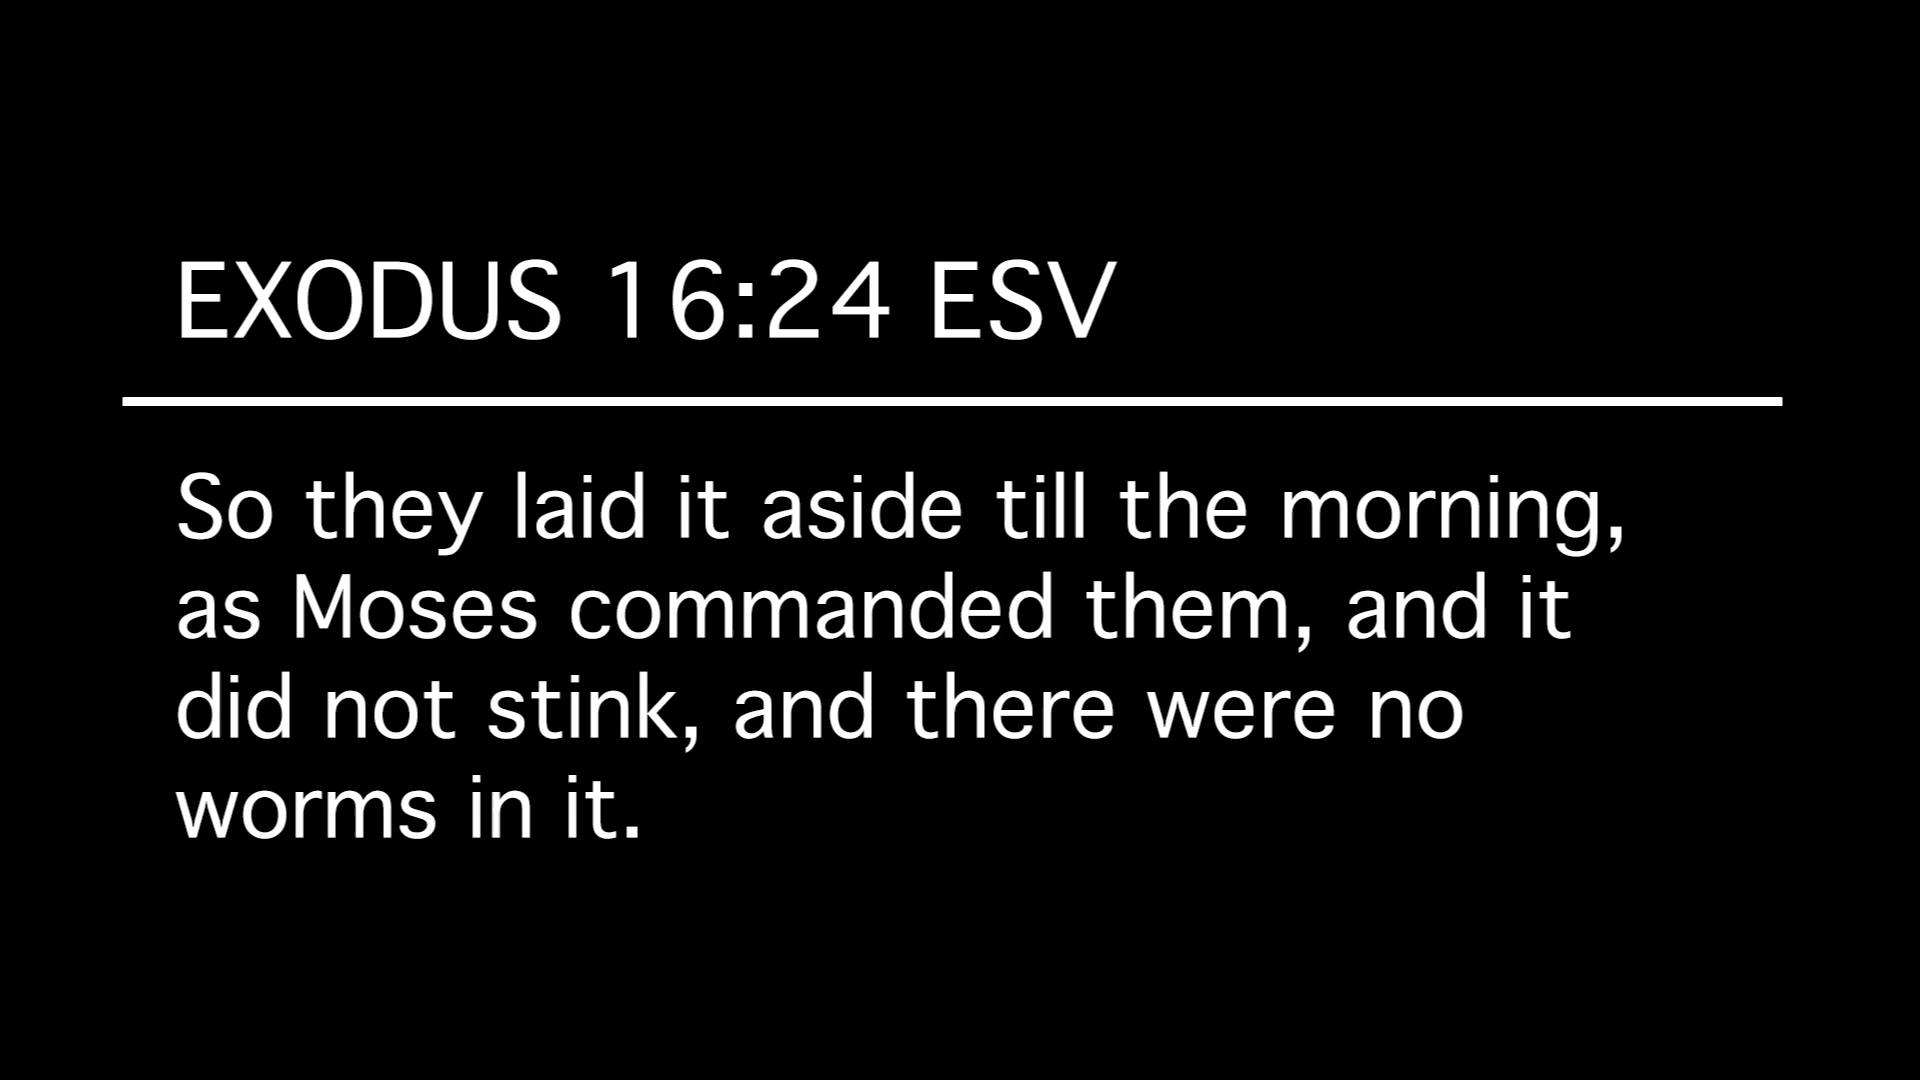 EXODUS 16:24 ESV
So they laid it aside till the morning,
as Moses commanded them, and it
did not stink, and there were no
worms in it.